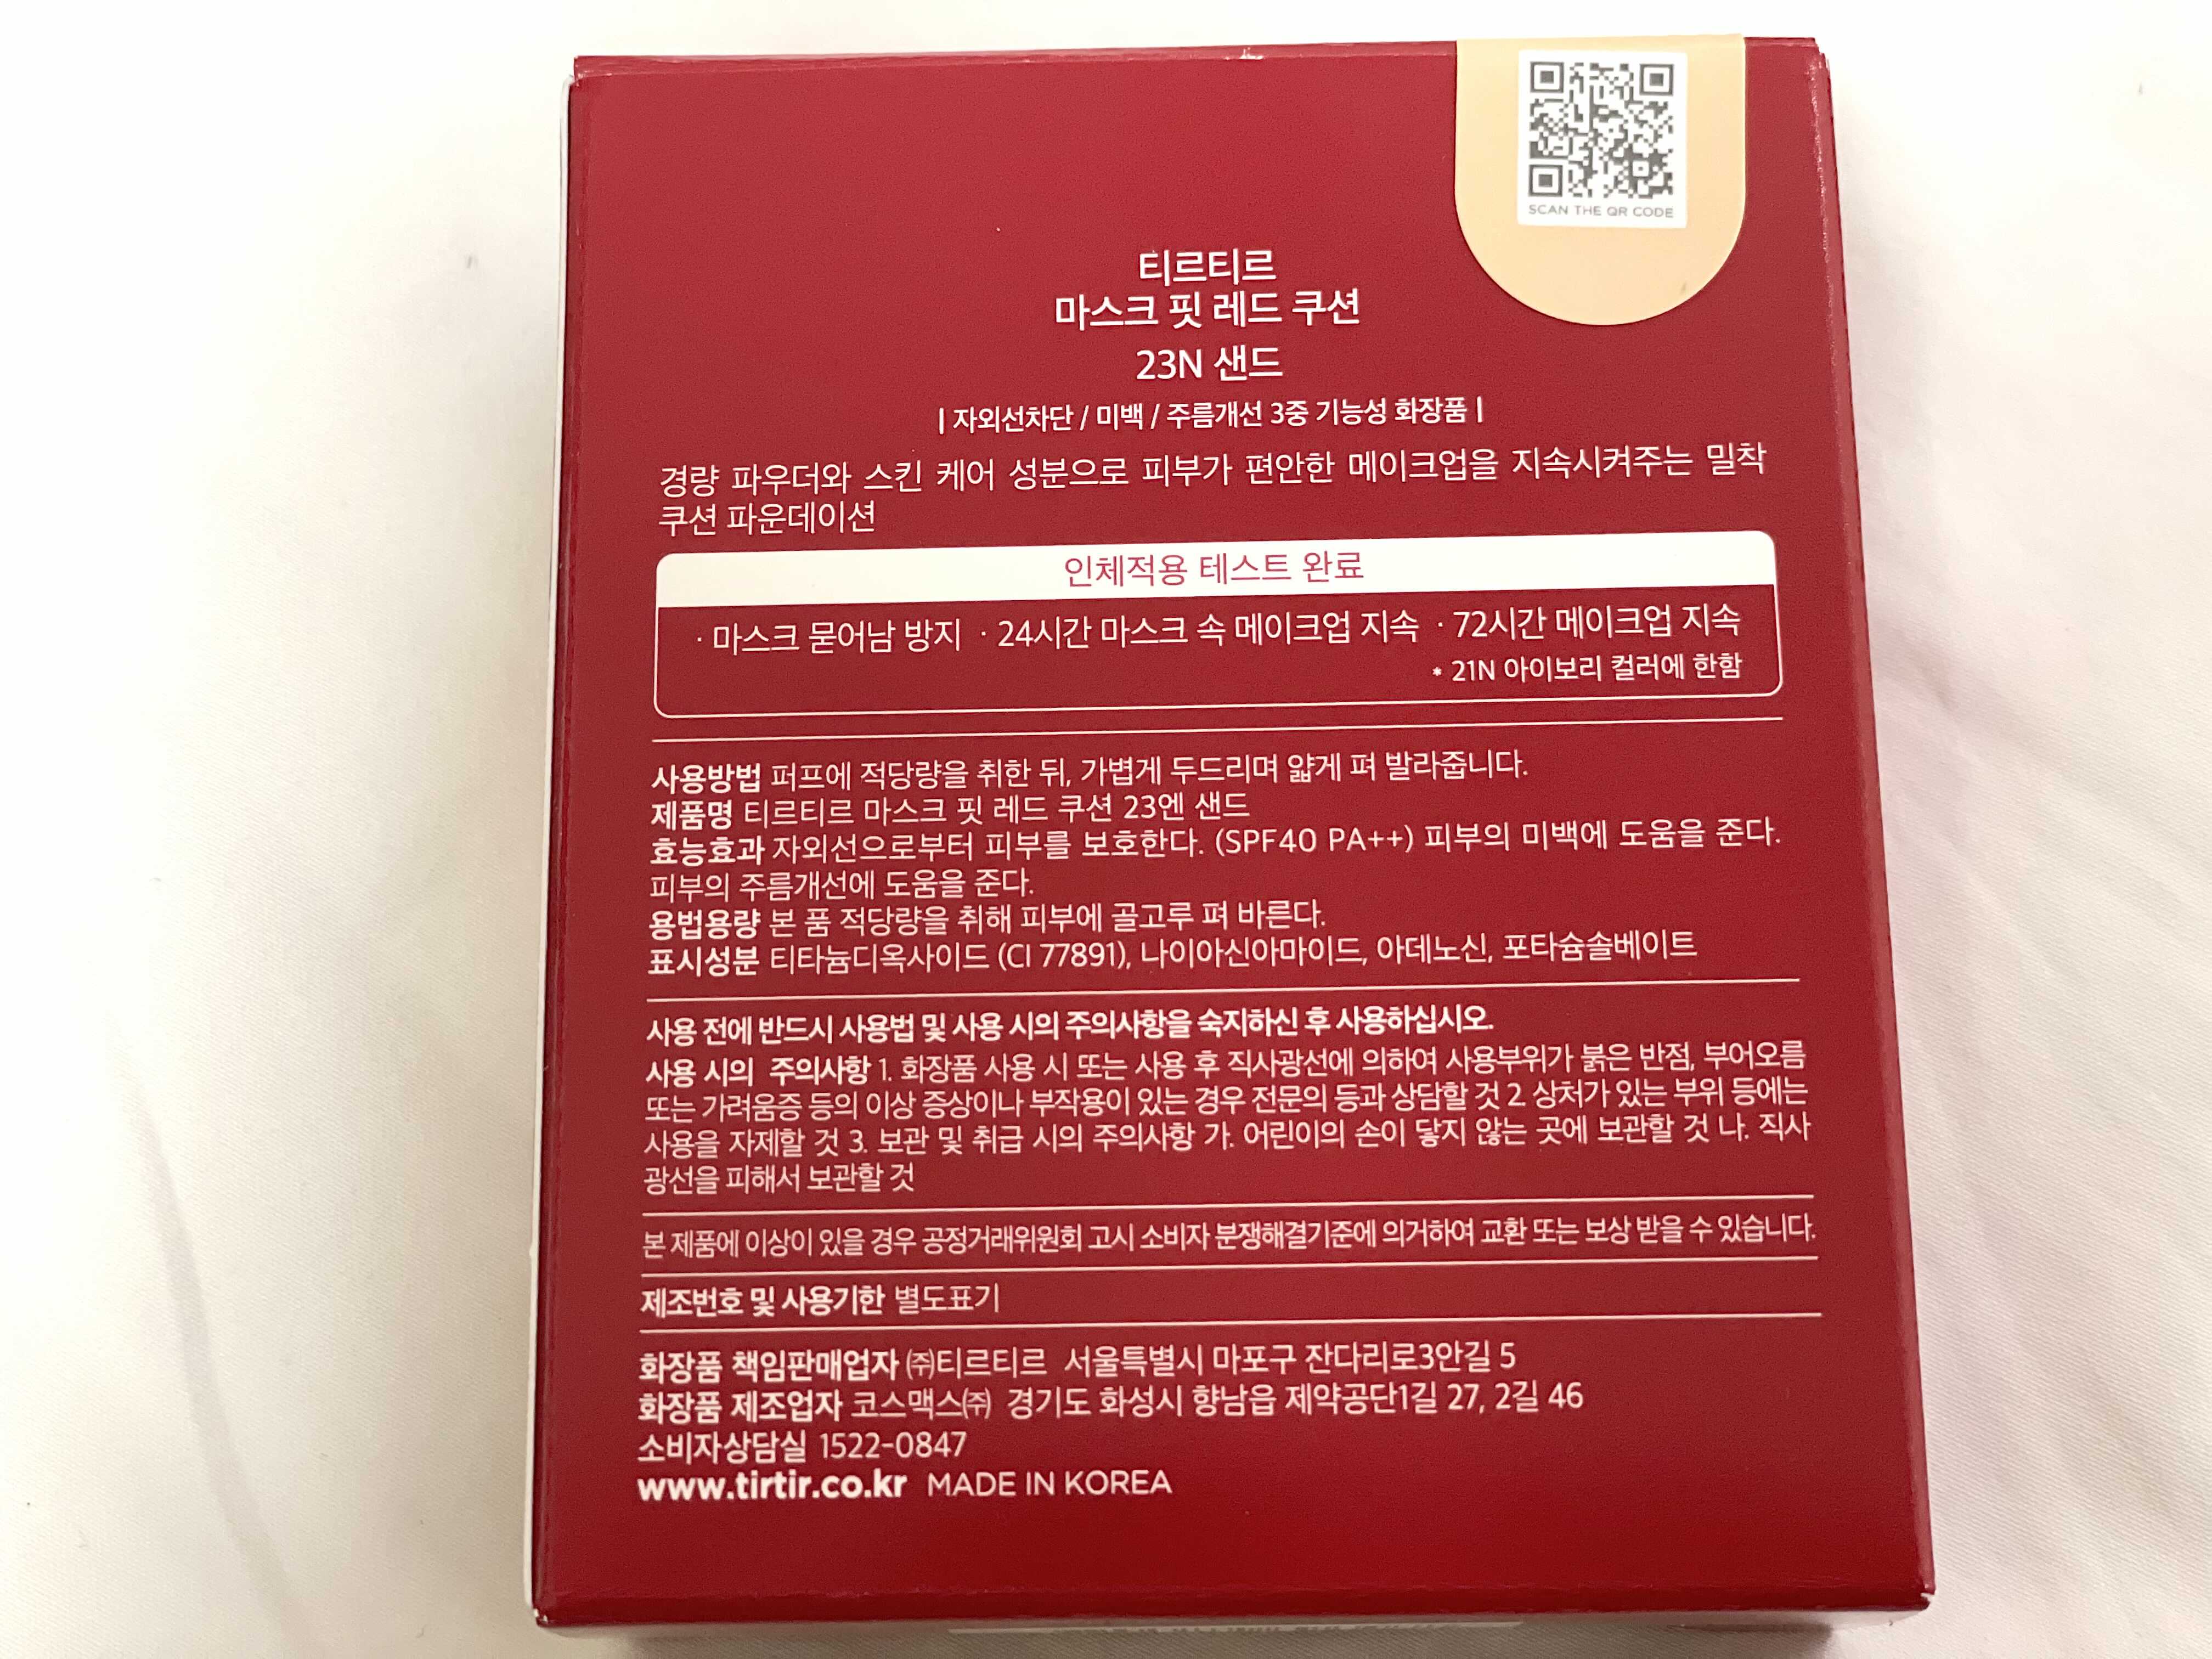 SCAN THE QR CODE
티르티르
마스크 핏 레드 쿠션
23N 샌드
| 자외선차단 / 미백 / 주름개선 3중 기능성 화장품 |
경량 파우더와 스킨 케어 성분으로 피부가 편안한 메이크업을 지속시켜주는 밀착
쿠션 파운데이션
인체적용 테스트 완료
· 마스크 묻어남 방지 · 24시간 마스크 속 메이크업 지속 · 72시간 메이크업 지속
* 21N 아이보리 컬러에 한함
사용방법 퍼프에 적당량을 취한 뒤, 가볍게 두드리며 얇게 펴 발라줍니다.
제품명 티르티르 마스크 핏 레드 쿠션 23엔 샌드
효능효과 자외선으로부터 피부를 보호한다. (SPF40 PA++) 피부의 미백에 도움을 준다.
피부의 주름개선에 도움을 준다.
용법용량 본 품 적당량을 취해 피부에 골고루 펴 바른다.
표시성분 티타늄디옥사이드 (CI 77891), 나이아신아마이드, 아데노신, 포타슘솔베이트
사용 전에 반드시 사용법 및 사용 시의 주의사항을 숙지하신 후 사용하십시오.
사용 시의 주의사항 1. 화장품 사용 시 또는 사용 후 직사광선에 의하여 사용부위가 붉은 반점, 부어오름
또는 가려움증 등의 이상 증상이나 부작용이 있는 경우 전문의 등과 상담할 것 2. 상처가 있는 부위 등에는
사용을 자제할 것 3. 보관 및 취급 시의 주의사항 가. 어린이의 손이 닿지 않는 곳에 보관할 것 나. 직사
광선을 피해서 보관할 것
본 제품에 이상이 있을 경우 공정거래위원회 고시 소비자 분쟁해결기준에 의거하여 교환 또는 보상 받을 수 있습니다.
제조번호 및 사용기한 별도표기
화장품 책임판매업자 ㈜티르티르 서울특별시 마포구 잔다리로3안길 5
화장품 제조업자 코스맥스㈜ 경기도 화성시 향남읍 제약공단1길 27, 2길 46
소비자상담실 1522-0847
www.tirtir.co.kr MADE IN KOREA